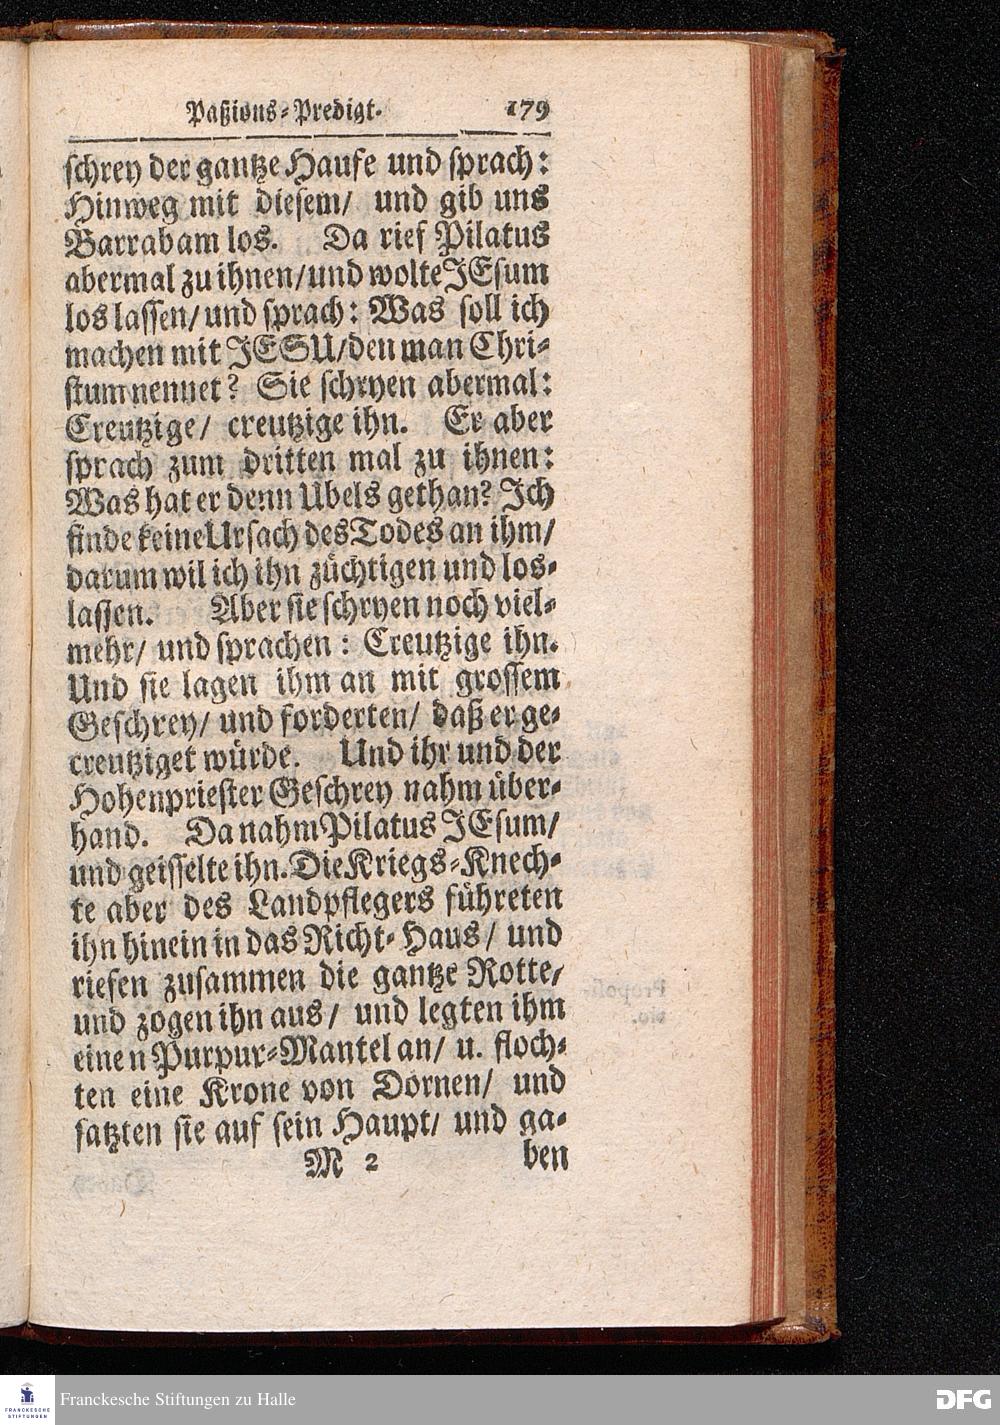 Paßions-Predigt. 179
schrey der gantze Haufe und sprach:
Hinweg mit diesem/ und gib uns
Barrabam los. Da rief Pilatus
abermal zu ihnen/und wolte JEsum
los lassen/ und sprach: Was soll ich
machen mit JESU/den man Chri-
stum nennet? Sie schryen abermal:
Creutzige/ creutzige ihn. Er aber
sprach zum dritten mal zu ihnen:
Was hat er denn Übels gethan? Ich
finde keine Ursach des Todes an ihm/
darum wil ich ihn züchtigen und los-
lassen. Aber sie schryen noch viel-
mehr/ und sprachen: Creutzige ihn.
Und sie lagen ihm an mit grossem
Geschrey/ und forderten/ daß er ge-
creutziget würde. Und ihr und der
Hohenpriester Geschrey nahm über-
hand. Da nahm Pilatus JEsum/
und geisselte ihn. Die Kriegs-Knech-
te aber des Landpflegers führeten
ihn hinein in das Richt-Haus/ und
riefen zusammen die gantze Rotte/
und zogen ihn aus/ und legten ihm
einen Purpur-Mantel an/ u. floch-
ten eine Krone von Dornen/ und
satzten sie auf sein Haupt/ und ga-
M 2 ben
Franckesche Stiftungen zu Halle
FRANCKESCHE
STIFTUNGEN
DFG